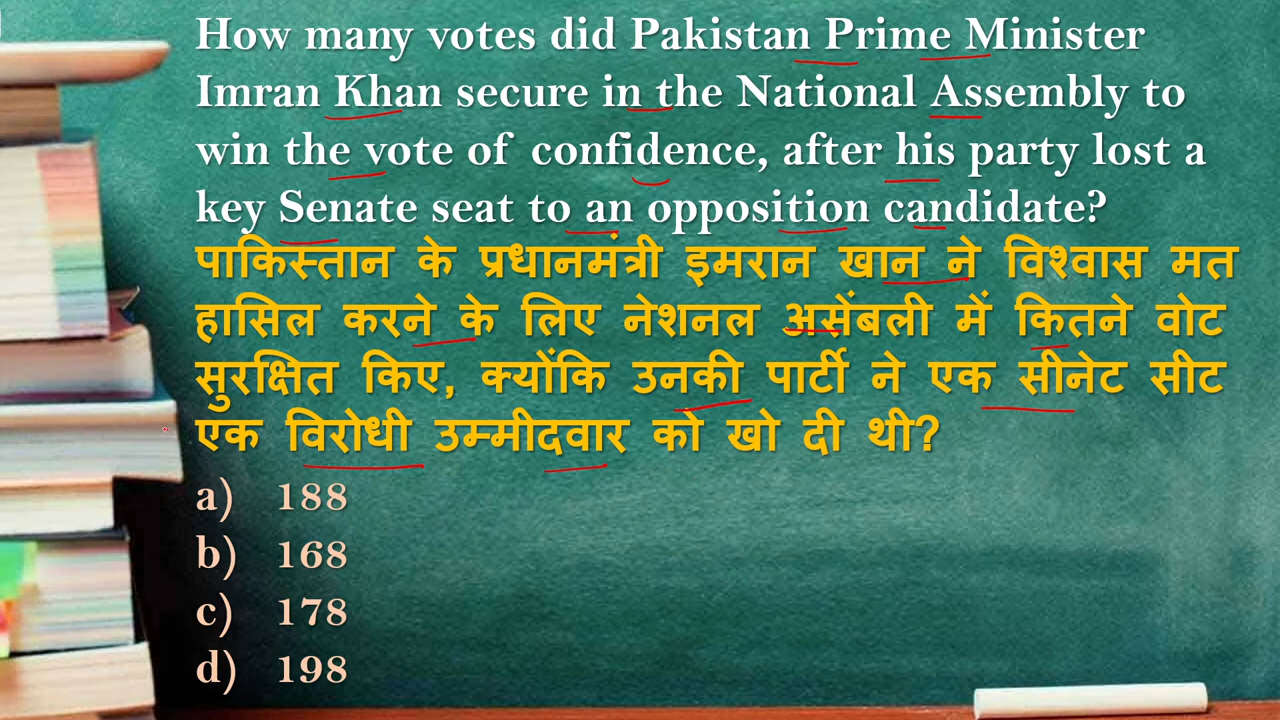 How many votes did Pakistan Prime Minister
Imran Khan secure in the National Assembly to
win the vote of confidence, after his party lost a
key Senate seat to an opposition candidate?
पाकिस्तान के प्रधानमंत्री इमरान खान ने विश्वास मत
हासिल करने के लिए नेशनल असेंबली में कितने वोट
सुरक्षित किए, क्योंकि उनकी पार्टी ने एक सीनेट सीट
एक विरोधी उम्मीदवार को खो दी थी?
a) 188
b) 168
c) 178
d) 198